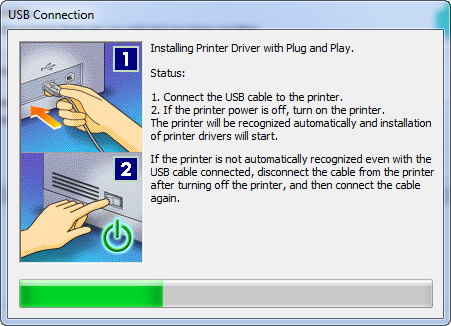 USB Connection
1
Installing Printer Driver with Plug and Play.
Status:
1. Connect the USB cable to the printer.
2. If the printer power is off, turn on the printer.
The printer will be recognized automatically and installation
of printer drivers will start.
2
If the printer is not automatically recognized even with the
USB cable connected, disconnect the cable from the printer
after turning off the printer, and then connect the cable
again.